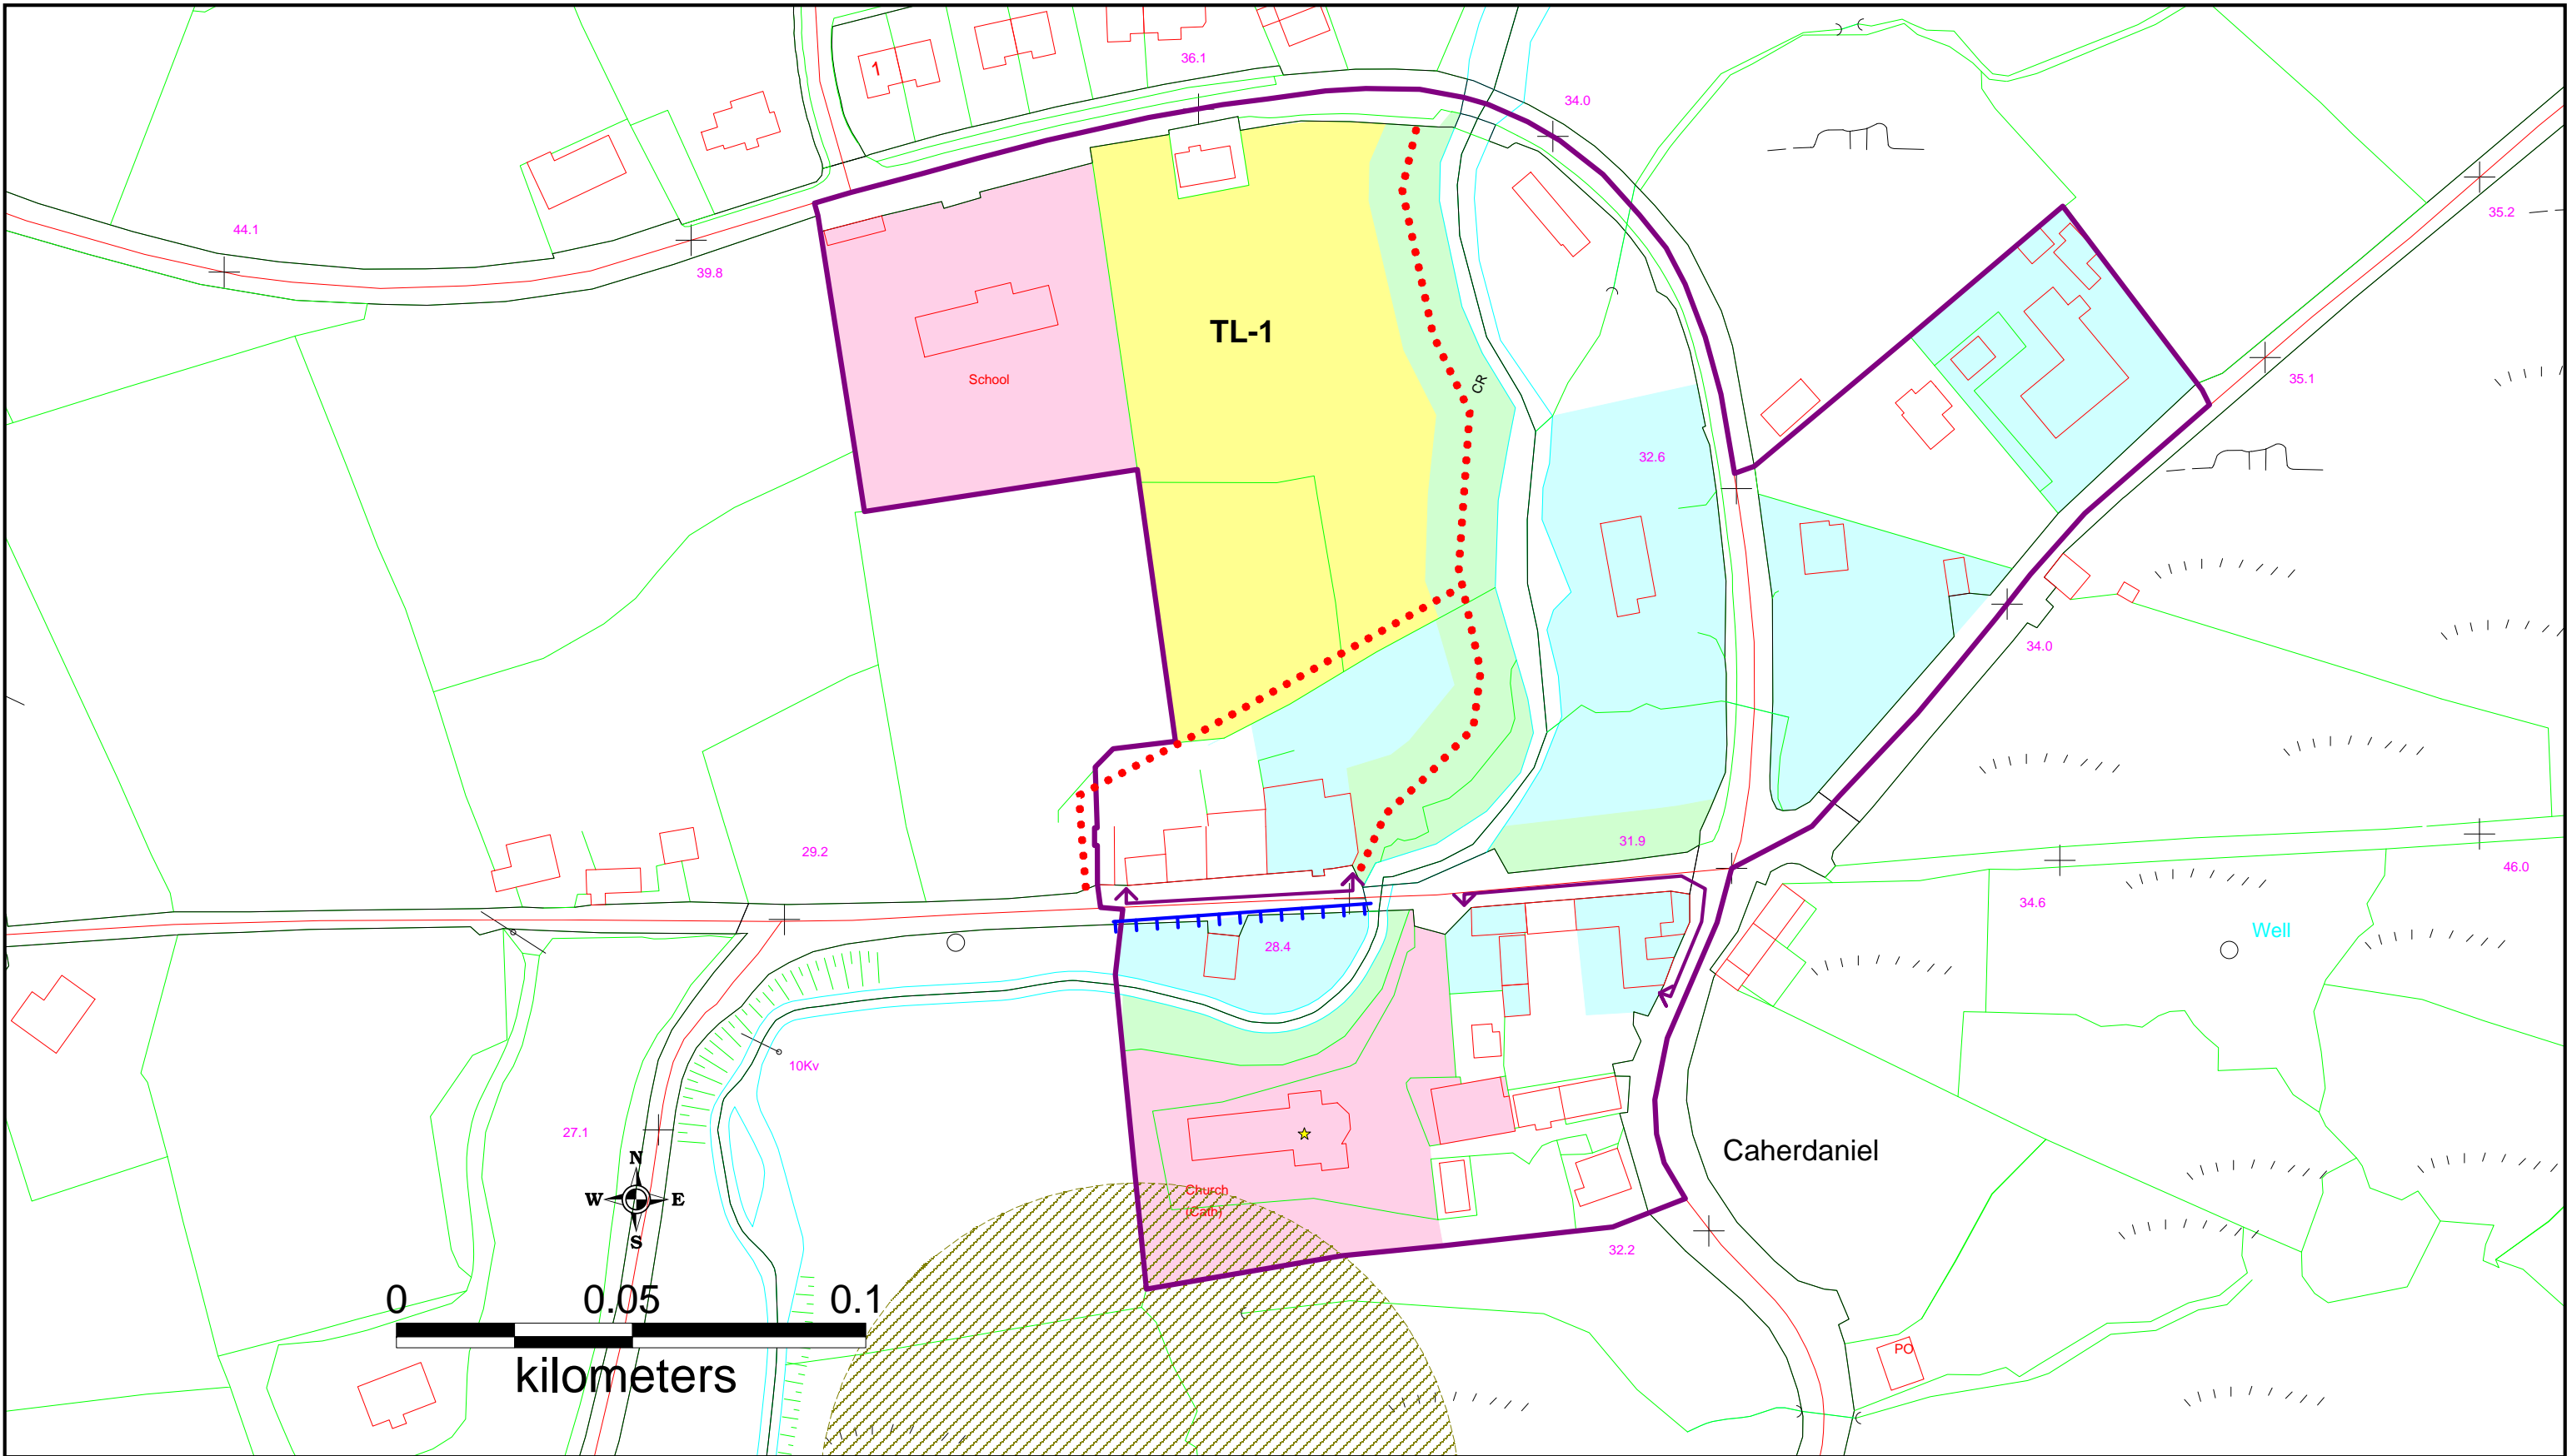 36.1
1
34.0
44.1
35.2
39.8
TL-1
School
CR
35.1
32.6
34.0
29.2
31.9
46.0
34.6
Well
28.4
10Kv
27.1
Caherdaniel
N
W E
S
Church
(Cath)
32.2
0 0.05 0.1
kilometers
PO